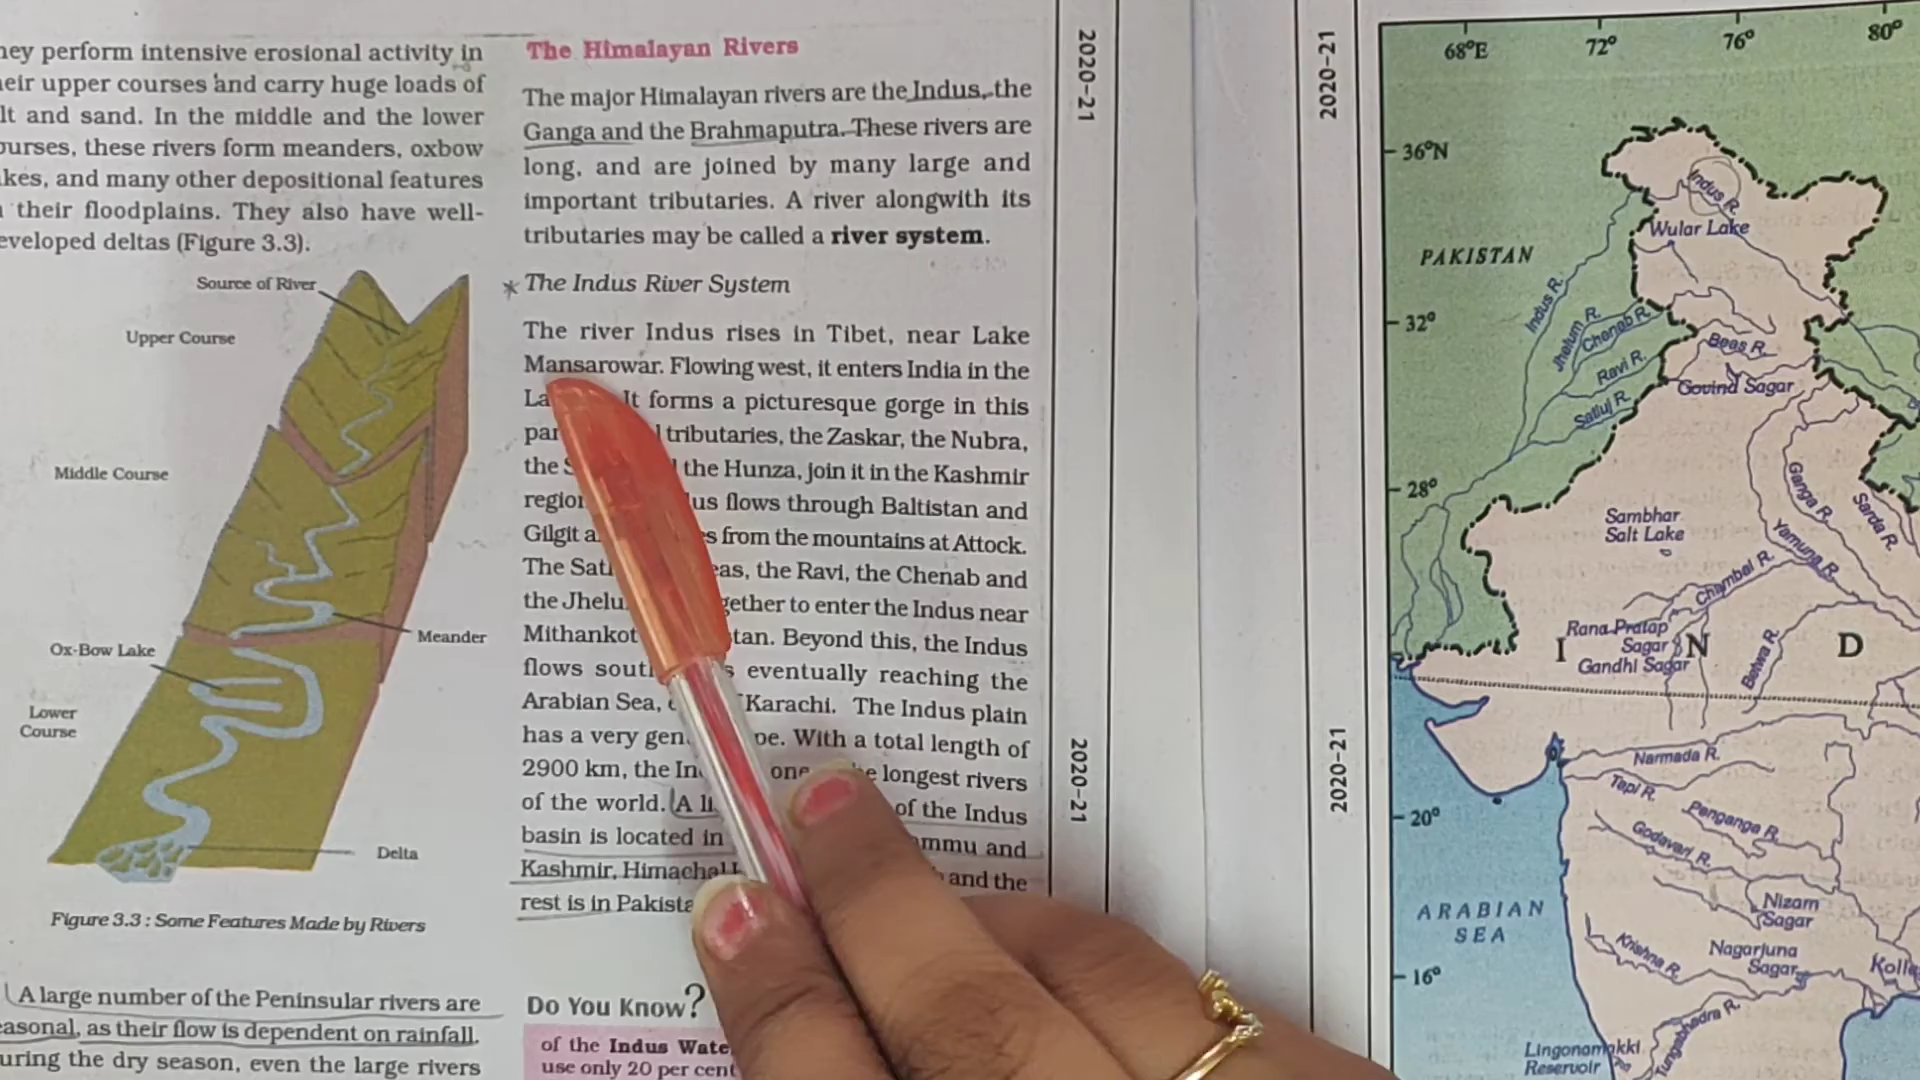 hey perform intensive erosional activity in
heir upper courses and carry huge loads of
lt and sand. In the middle and the lower
ourses, these rivers form meanders, oxbow
akes, and many other depositional features
n their floodplains. They also have well-
eveloped deltas (Figure 3.3).
Source of River
Upper Course
Middle Course
Meander
Ox-Bow Lake
Lower
Course
Delta
Figure 3.3 : Some Features Made by Rivers
A large number of the Peninsular rivers are
easonal, as their flow is dependent on rainfall.
uring the dry season, even the large rivers
The Himalayan Rivers
The major Himalayan rivers are the Indus, the
Ganga and the Brahmaputra. These rivers are
long, and are joined by many large and
important tributaries. A river alongwith its
tributaries may be called a river system.
* The Indus River System
The river Indus rises in Tibet, near Lake
Mansarowar. Flowing west, it enters India in the
It forms a picturesque gorge in this
tributaries, the Zaskar, the Nubra,
the the Hunza, join it in the Kashmir
flows through Baltistan and
Gilgit from the mountains at Attock.
The the Ravi, the Chenab and
the to enter the Indus near
Mithankot Beyond this, the Indus
flows eventually reaching the
Arabian Sea, Karachi. The Indus plain
has a very With a total length of
2900 km, the longest rivers
of the world. A of the Indus
basin is located in and
Kashmir, Himachal and the
rest is in
Do You Know?
of the Indus
use only 20 per cent
2020-21
2020-21
2020-21
2020-21
68°E
72°
76°
80°
36°N
32°
28°
20°
16°
PAKISTAN
Indus R.
Wular Lake
Indus R.
Jhelum R.
Chenab R.
Ravi R.
Satluj R.
Beas R.
Govind Sagar
Ganga R.
Sarda R.
Yamuna R.
Sambhar
Salt Lake
Chambal R.
Rana Pratap
Sagar
Gandhi Sagar
Betwa R.
I N D
Narmada R.
Tapi R.
Penganga R.
Godavari R.
Nizam
Sagar
ARABIAN
SEA
Krishna R.
Nagarjuna
Sagar
Tungabhadra R.
Lingonamakki
Reservoir